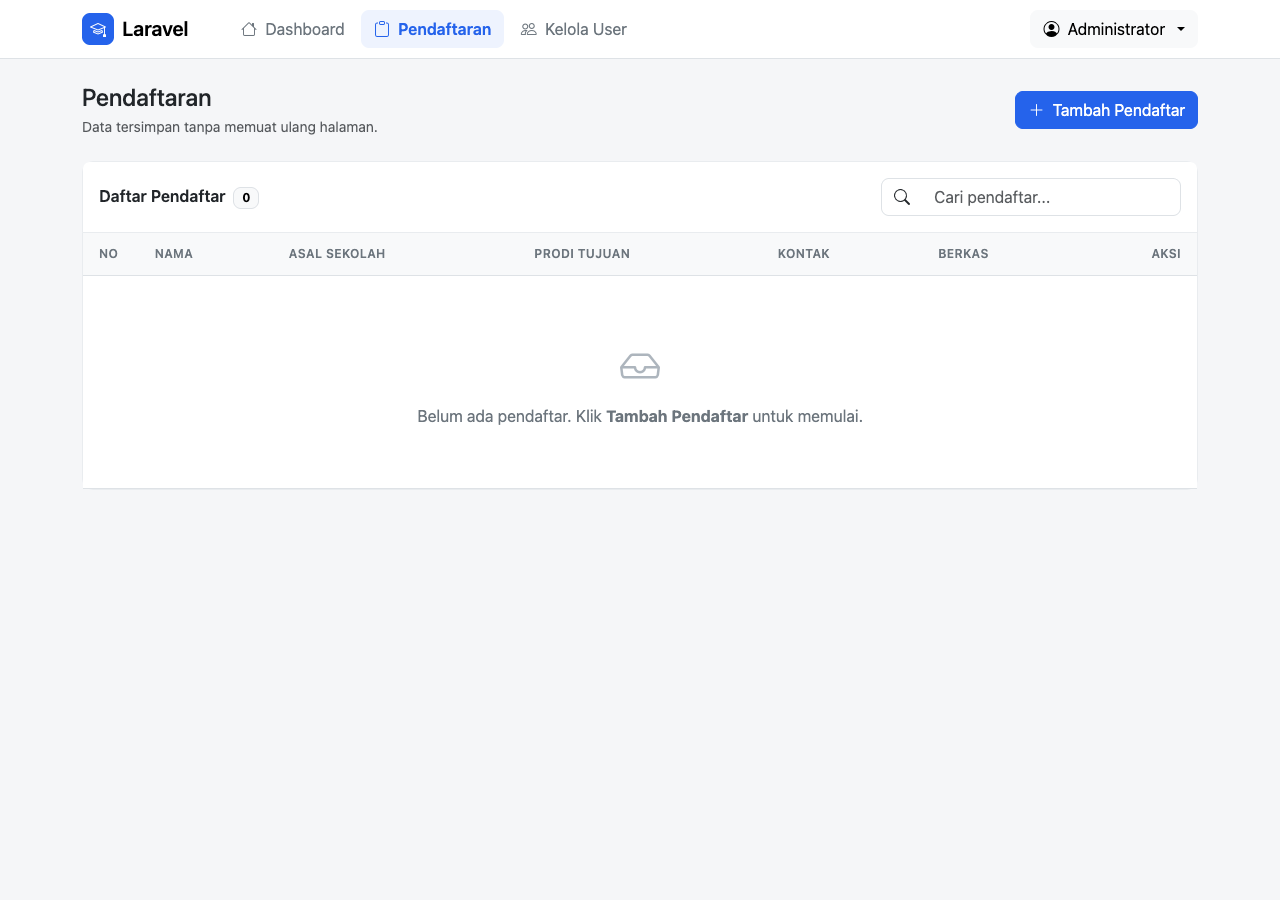 Laravel Dashboard Pendaftaran Kelola User Administrator
Pendaftaran
Data tersimpan tanpa memuat ulang halaman.
Tambah Pendaftar
Daftar Pendaftar 0
Cari pendaftar...
NO NAMA ASAL SEKOLAH PRODI TUJUAN KONTAK BERKAS AKSI
Belum ada pendaftar. Klik Tambah Pendaftar untuk memulai.